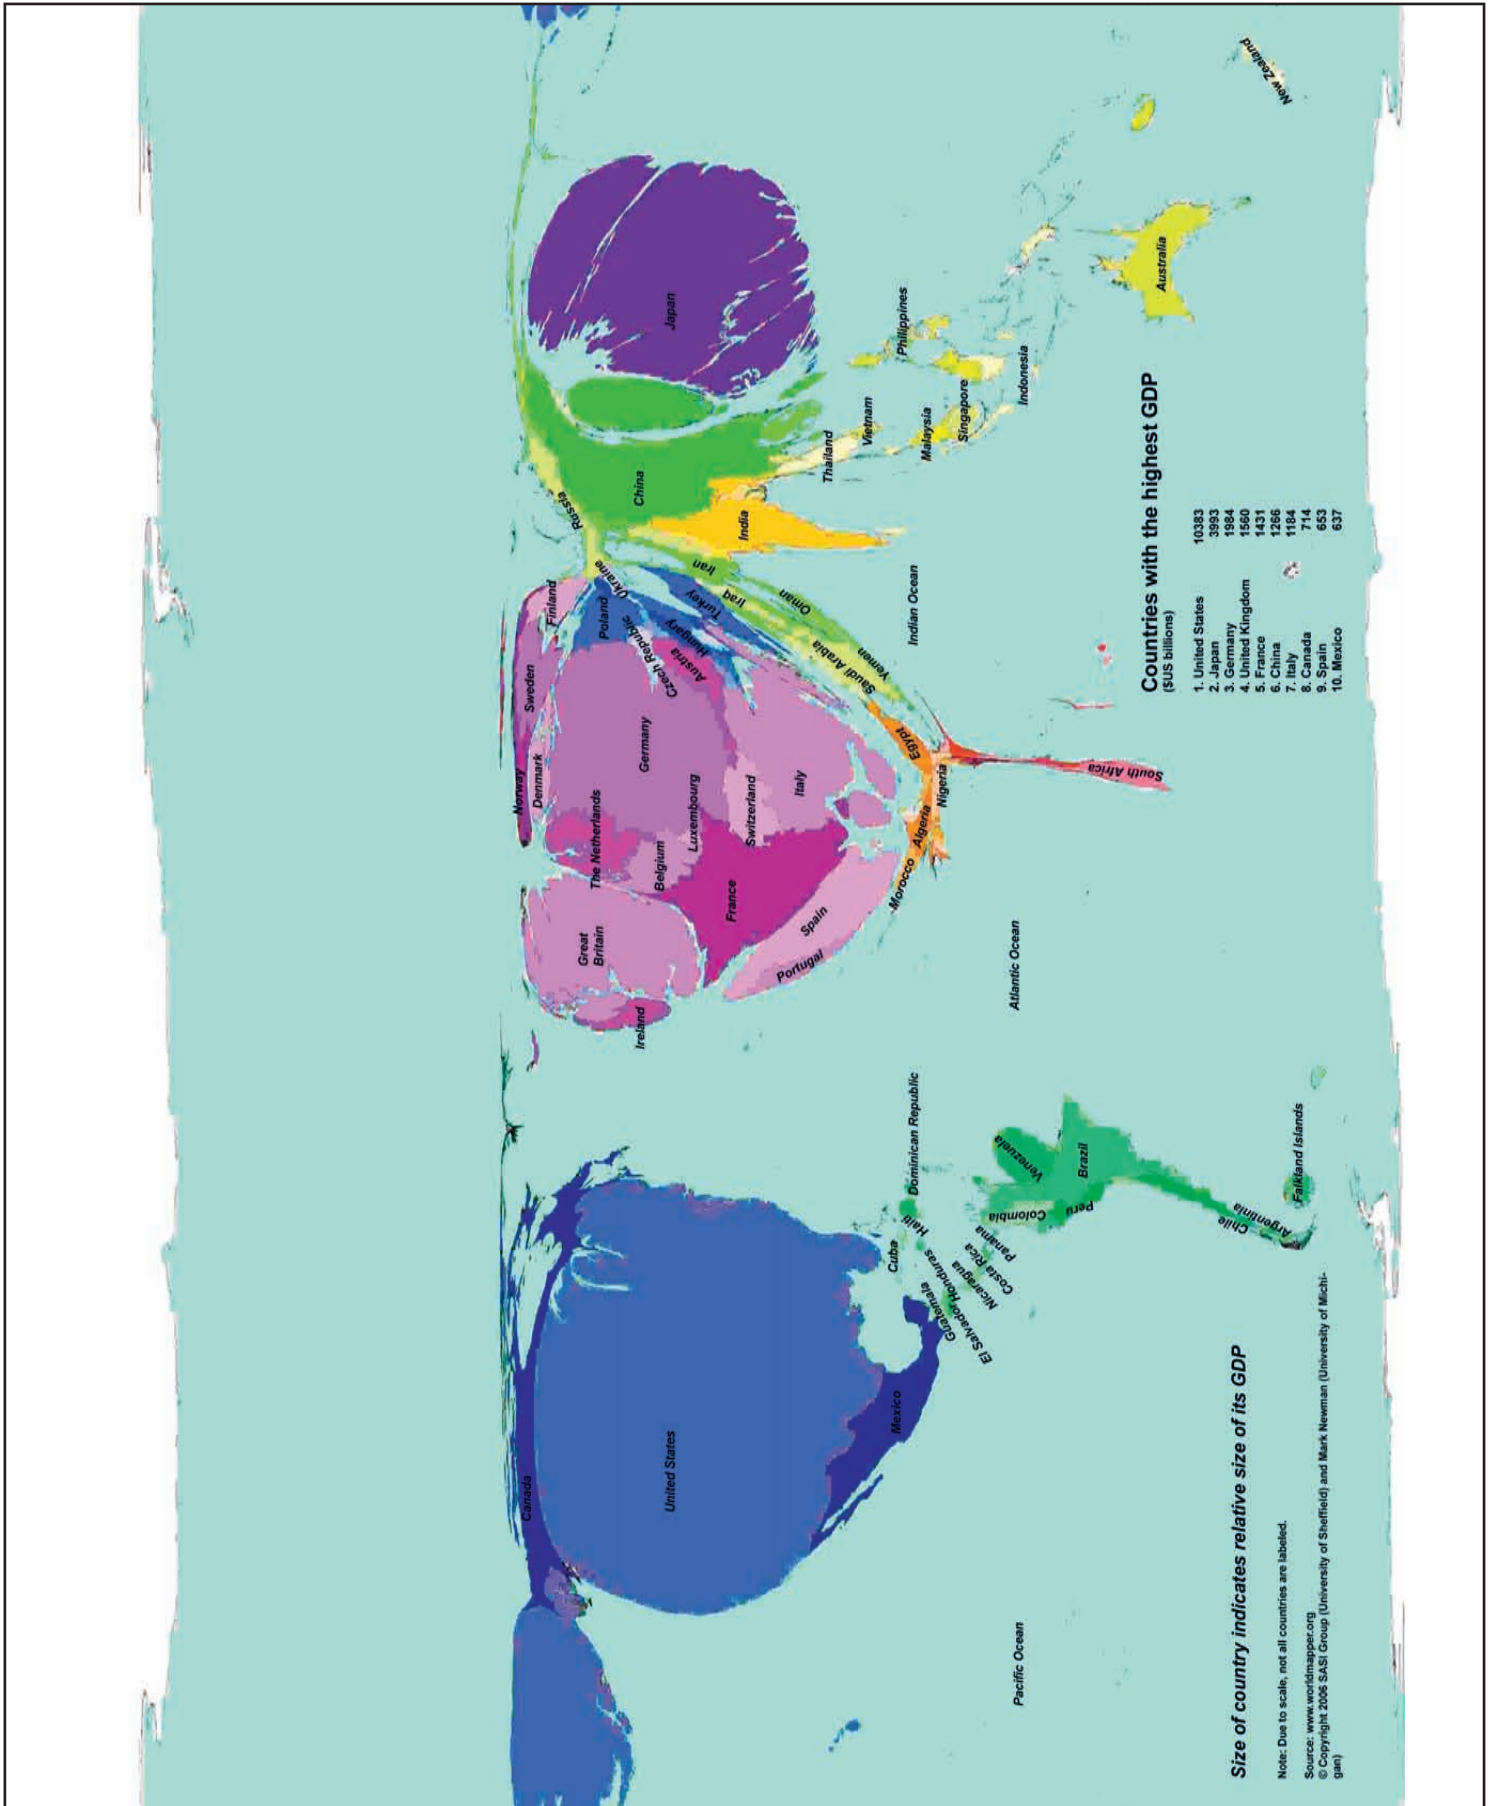 Canada
United States
Mexico
Cuba
Haiti
Dominican Republic
Guatemala
El Salvador
Honduras
Nicaragua
Costa Rica
Panama
Venezuela
Colombia
Brazil
Peru
Chile
Argentinia
Falkland Islands
Pacific Ocean
Atlantic Ocean
Indian Ocean
Norway
Sweden
Finland
Denmark
Great
Britain
Ireland
The Netherlands
Belgium
Luxembourg
Germany
France
Switzerland
Italy
Spain
Portugal
Poland
Czech Republic
Austria
Hungary
Ukraine
Turkey
Russia
Iran
Iraq
Saudi Arabia
Oman
Yemen
Egypt
Morocco
Algeria
Nigeria
South Africa
China
India
Japan
Thailand
Vietnam
Philippines
Malaysia
Singapore
Indonesia
Australia
New Zealand
Countries with the highest GDP
($US billions)
1. United States 10383
2. Japan 3993
3. Germany 1984
4. United Kingdom 1560
5. France 1431
6. China 1266
7. Italy 1184
8. Canada 714
9. Spain 653
10. Mexico 637
Size of country indicates relative size of its GDP
Note: Due to scale, not all countries are labeled.
Source: www.worldmapper.org
© Copyright 2006 SASI Group (University of Sheffield) and Mark Newman (University of Michi-
gan)